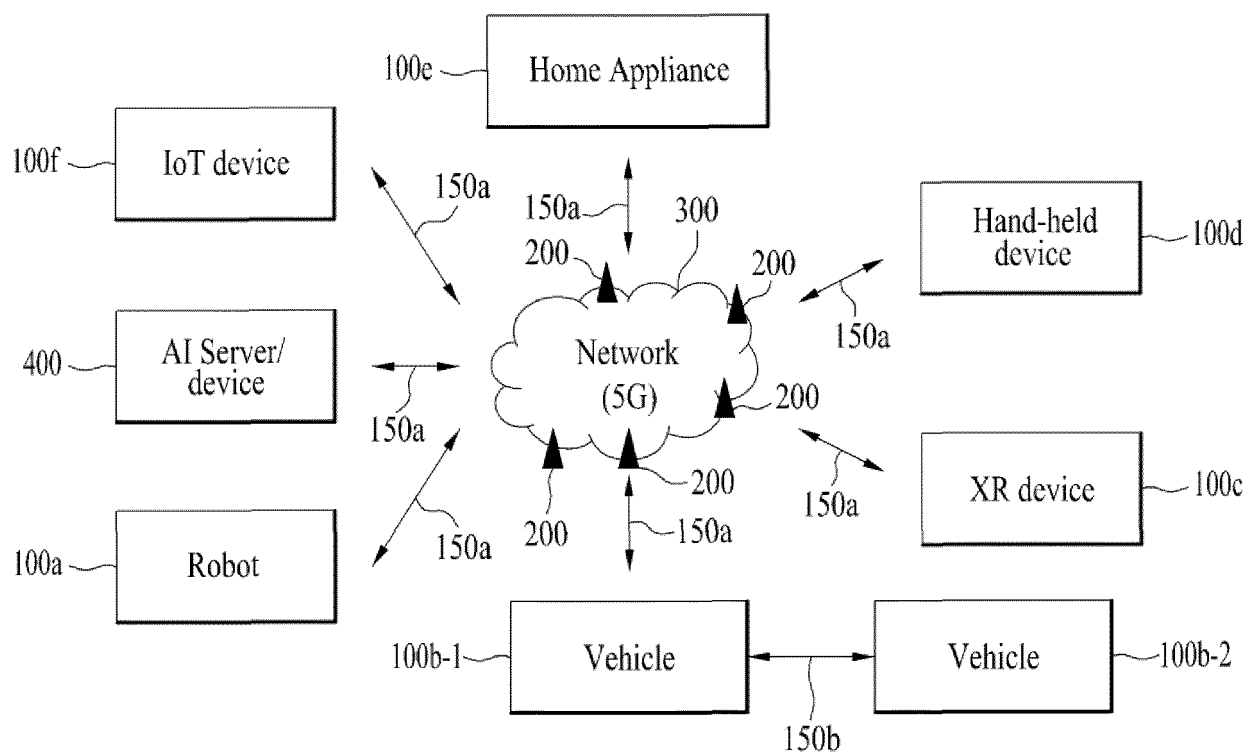 100e
Home Appliance
100f
IoT device
150a
150a
300
200
200
Hand-held
device
100d
150a
400
AI Server/
device
150a
Network
(5G)
200
150a
XR device
100c
100a
Robot
150a
200
200
150a
100b-1
Vehicle
Vehicle
100b-2
150b